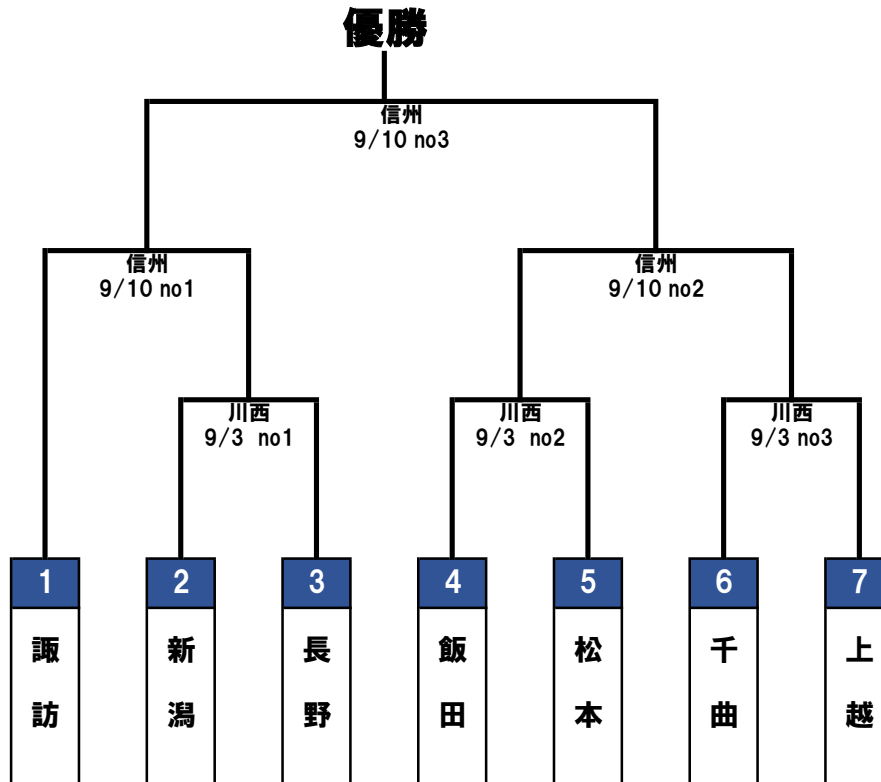 優勝
信州
9/10 no3
信州
9/10 no1
信州
9/10 no2
川西
9/3 no1
川西
9/3 no2
川西
9/3 no3
1
2
3
4
5
6
7
諏訪
新潟
長野
飯田
松本
千曲
上越